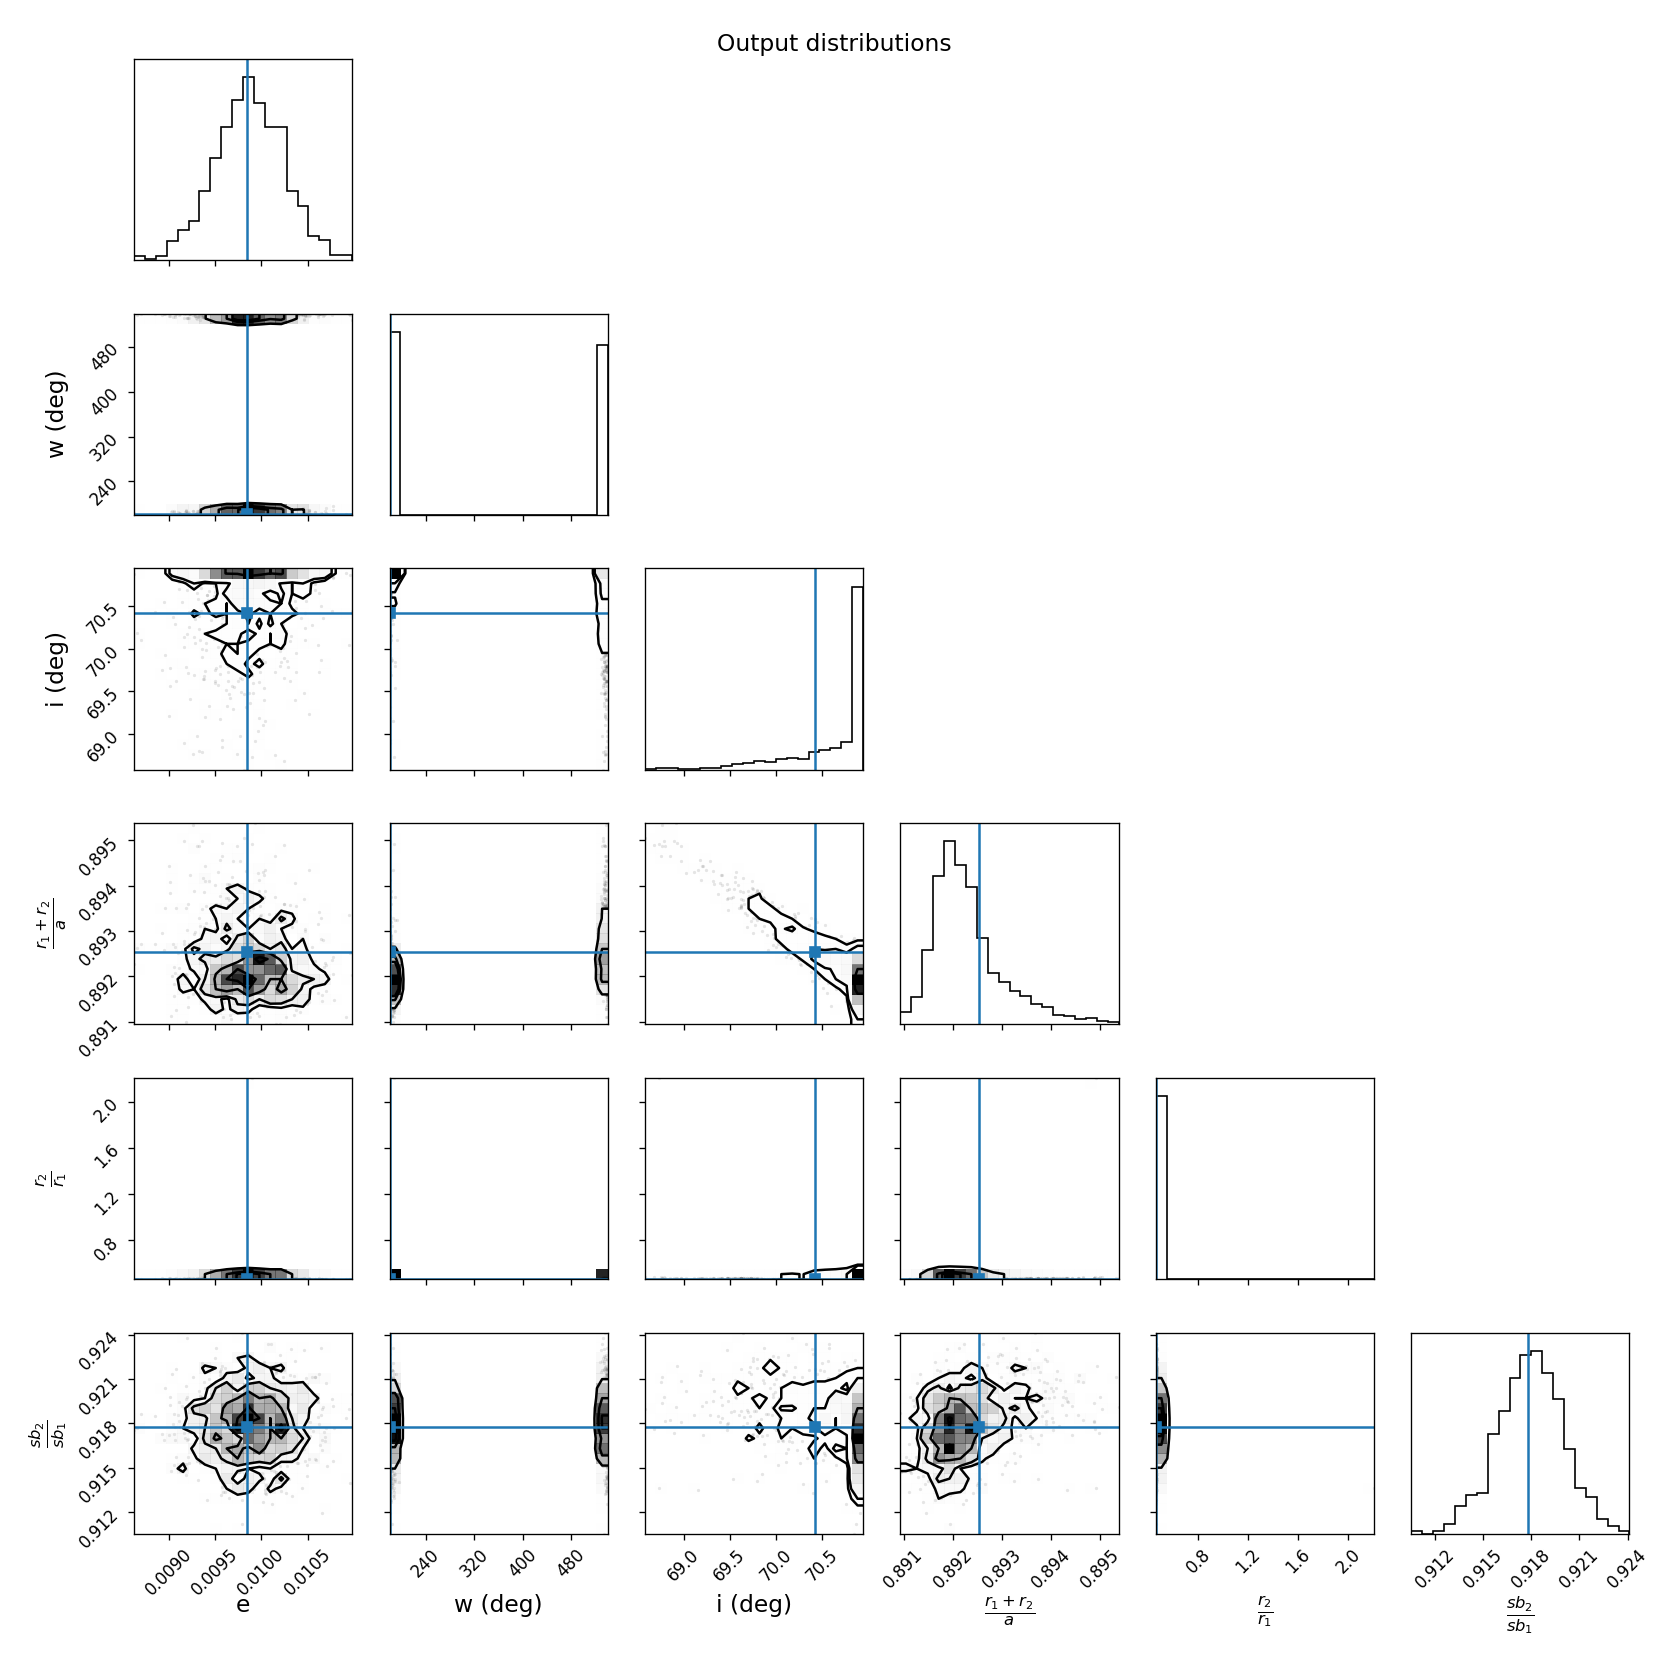 Output distributions
480
400
320
240
w (deg)
70.5
70.0
69.5
69.0
i (deg)
0.895
0.894
0.893
0.892
0.891
r₁ + r₂
a
2.0
1.6
1.2
0.8
r₂
r₁
0.924
0.921
0.918
0.915
0.912
sb₂
sb₁
0.0090 0.0095 0.0100 0.0105 240 320 400 480 69.0 69.5 70.0 70.5 0.891 0.892 0.893 0.894 0.895 0.8 1.2 1.6 2.0 0.912 0.915 0.918 0.921 0.924
e w (deg) i (deg)
r₁ + r₂ r₂ sb₂
a r₁ sb₁